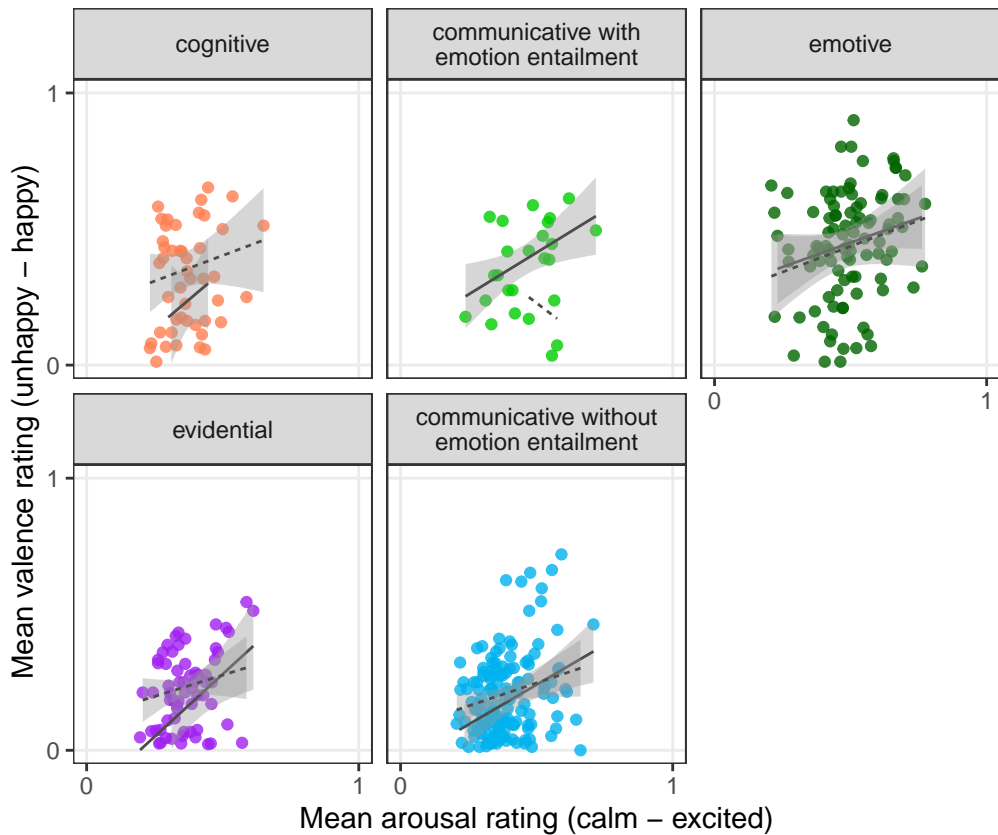 cognitive
communicative with
emotion entailment
emotive
1
0
0
1
evidential
communicative without
emotion entailment
1
0
0
1
0
1
Mean valence rating (unhappy − happy)
Mean arousal rating (calm − excited)